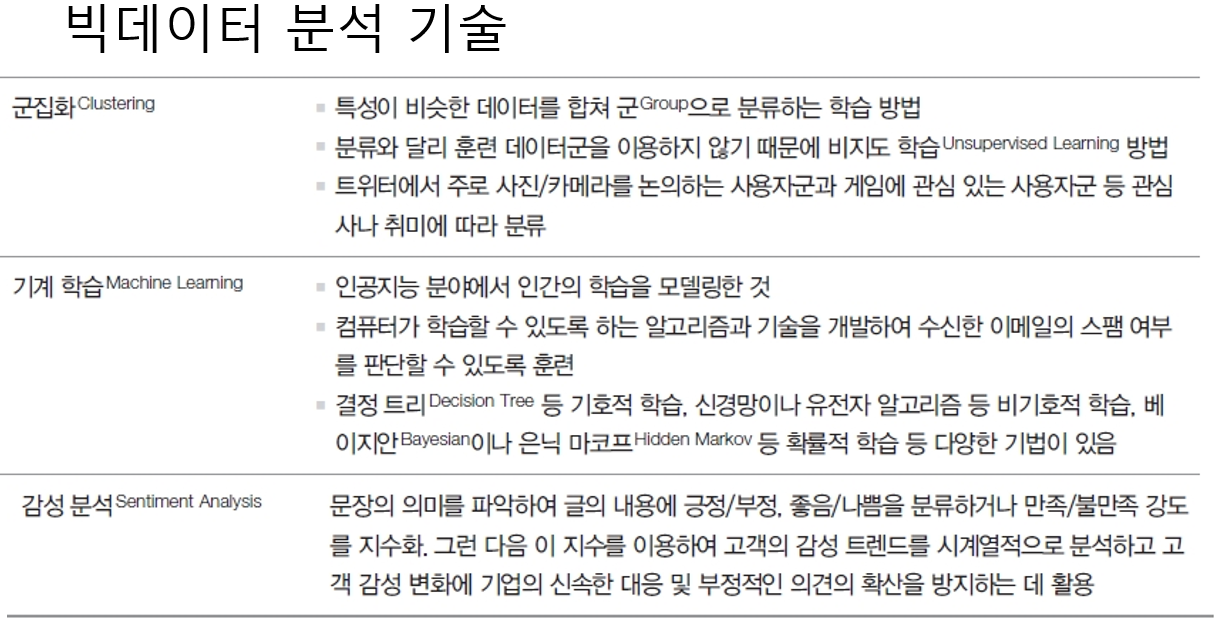 빅데이터 분석 기술
군집화Clustering
▪ 특성이 비슷한 데이터를 합쳐 군Group으로 분류하는 학습 방법
▪ 분류와 달리 훈련 데이터군을 이용하지 않기 때문에 비지도 학습Unsupervised Learning 방법
▪ 트위터에서 주로 사진/카메라를 논의하는 사용자군과 게임에 관심 있는 사용자군 등 관심
사나 취미에 따라 분류
기계 학습Machine Learning
▪ 인공지능 분야에서 인간의 학습을 모델링한 것
▪ 컴퓨터가 학습할 수 있도록 하는 알고리즘과 기술을 개발하여 수신한 이메일의 스팸 여부
를 판단할 수 있도록 훈련
▪ 결정 트리Decision Tree 등 기호적 학습, 신경망이나 유전자 알고리즘 등 비기호적 학습, 베
이지안Bayesian이나 은닉 마코프Hidden Markov 등 확률적 학습 등 다양한 기법이 있음
감성 분석Sentiment Analysis
문장의 의미를 파악하여 글의 내용에 긍정/부정, 좋음/나쁨을 분류하거나 만족/불만족 강도
를 지수화. 그런 다음 이 지수를 이용하여 고객의 감성 트렌드를 시계열적으로 분석하고 고
객 감성 변화에 기업의 신속한 대응 및 부정적인 의견의 확산을 방지하는 데 활용